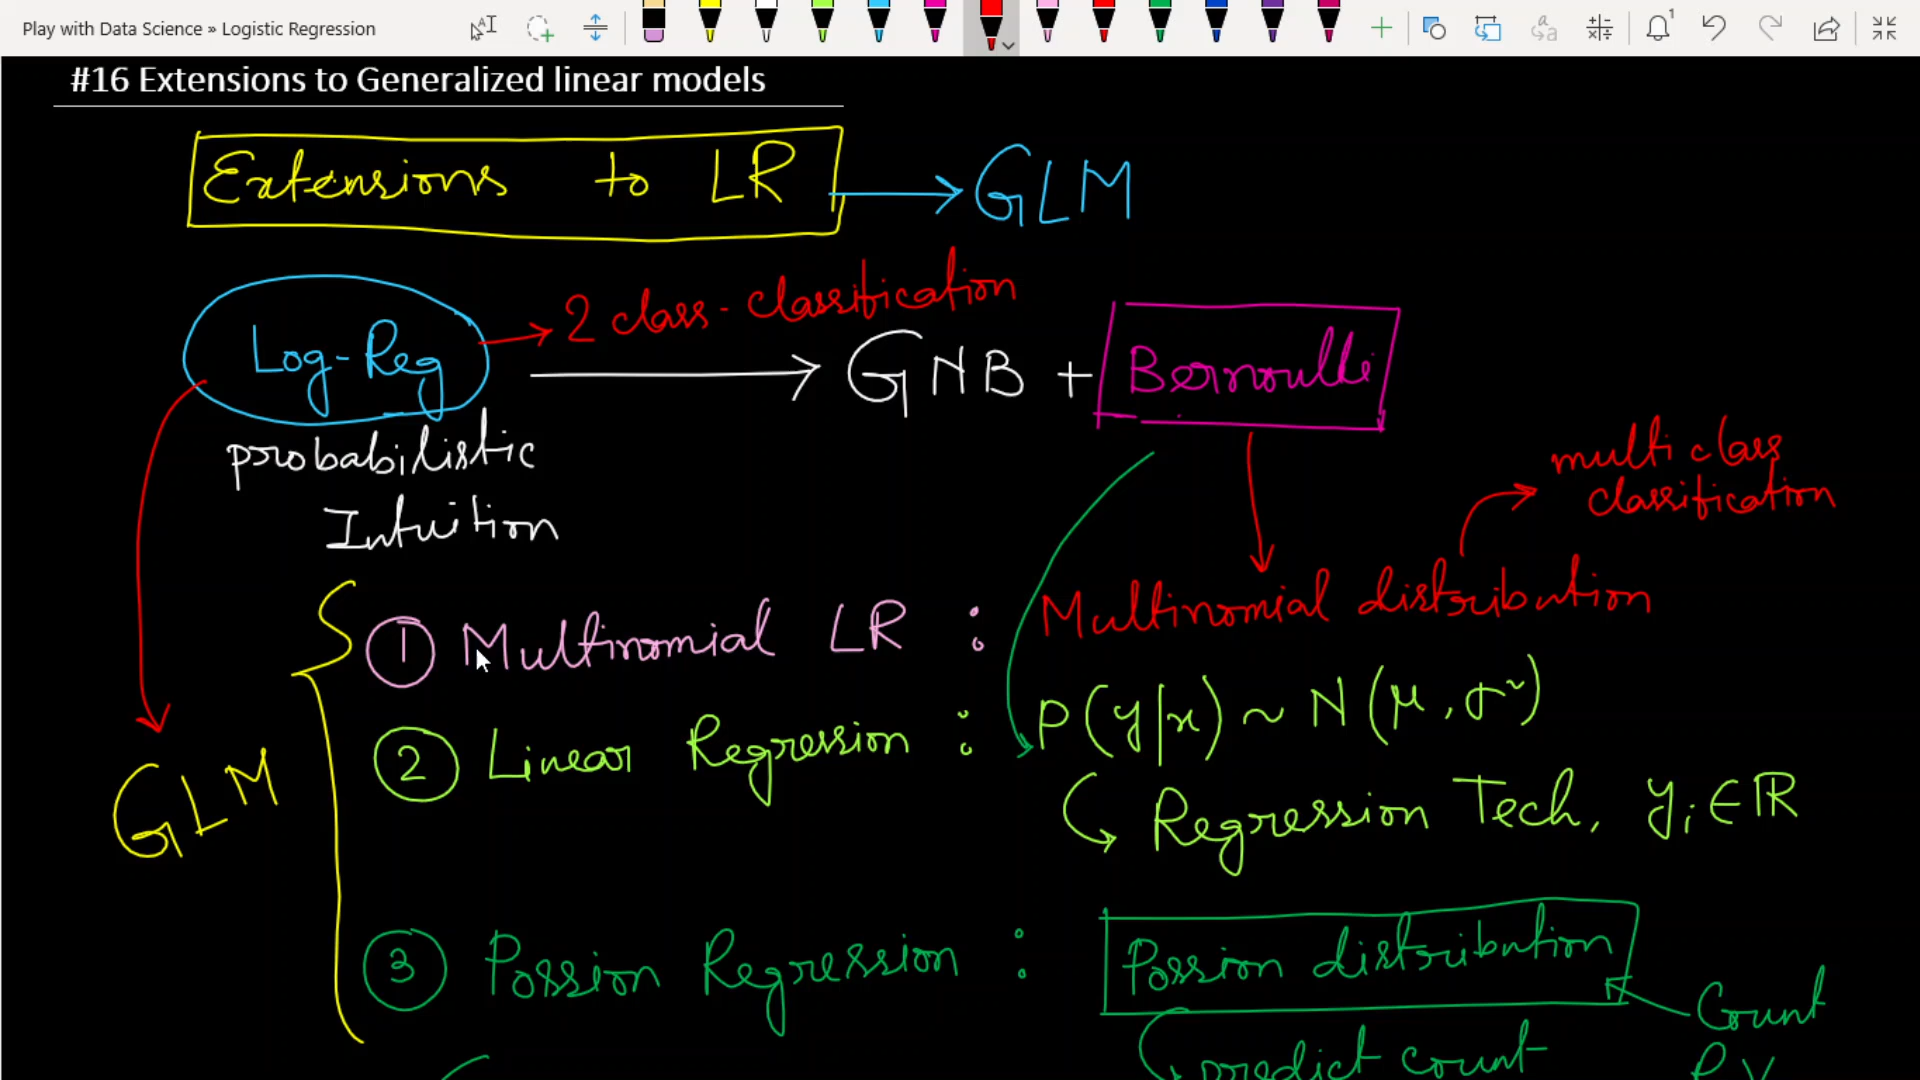 Play with Data Science » Logistic Regression
#16 Extensions to Generalized linear models
Extensions to LR → GLM
Log-Reg → 2 class-classification
→ GNB + Bernoulli
probabilistic
Intuition
multi class
classification
① Multinomial LR : Multinomial distribution
② Linear Regression : P(y|x) ~ N(μ, σ²)
Regression Tech, yᵢ ∈ ℝ
GLM
③ Possion Regression : Possion distribution
Count
predict count
R.V